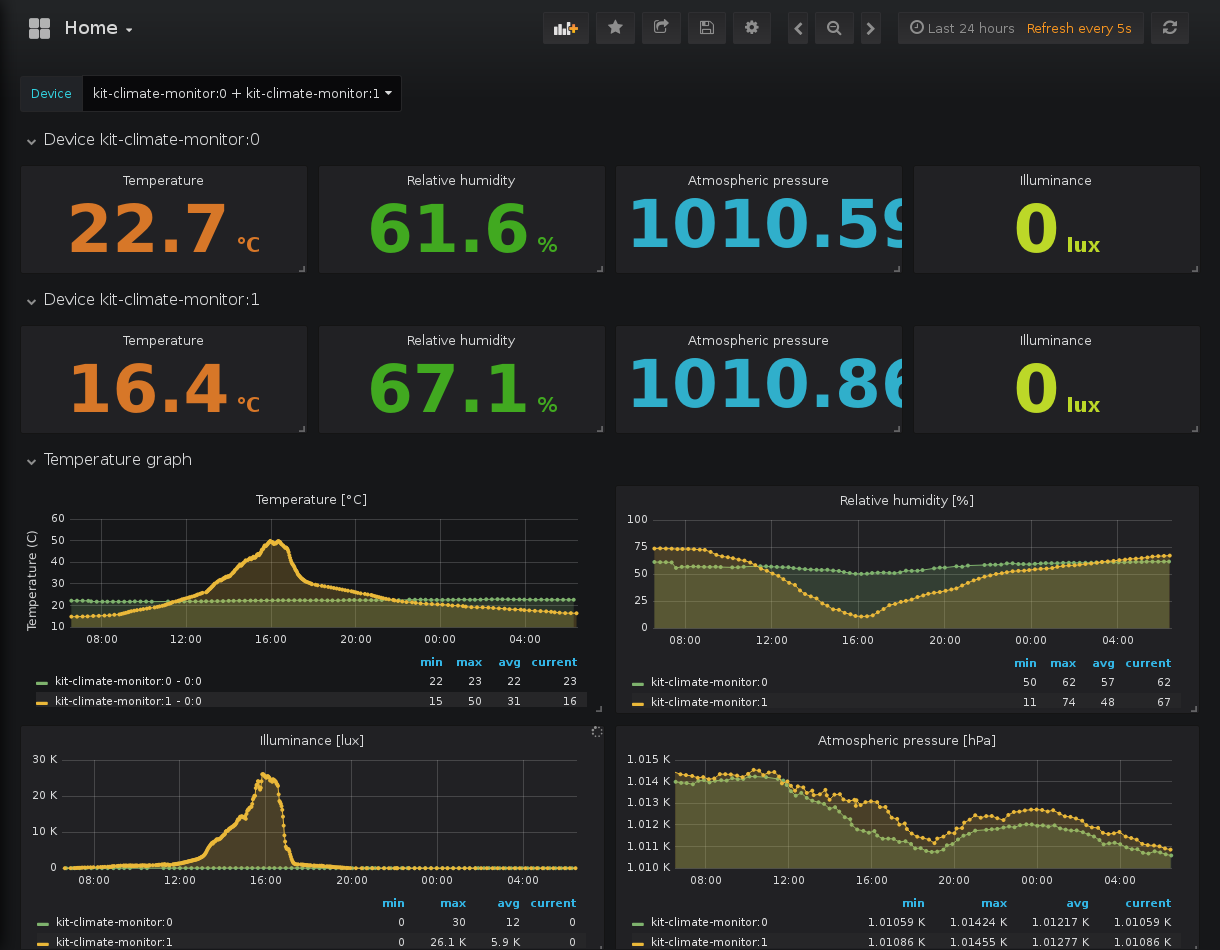 Home
Last 24 hours Refresh every 5s
Device kit-climate-monitor:0 + kit-climate-monitor:1
Device kit-climate-monitor:0
Temperature Relative humidity Atmospheric pressure Illuminance
22.7 °C 61.6 % 1010.59 0 lux
Device kit-climate-monitor:1
Temperature Relative humidity Atmospheric pressure Illuminance
16.4 °C 67.1 % 1010.86 0 lux
Temperature graph
Temperature [°C]
Temperature (C)
60
50
40
30
20
10
08:00 12:00 16:00 20:00 00:00 04:00
min max avg current
kit-climate-monitor:0 - 0:0 22 23 22 23
kit-climate-monitor:1 - 0:0 15 50 31 16
Relative humidity [%]
100
75
50
25
0
08:00 12:00 16:00 20:00 00:00 04:00
min max avg current
kit-climate-monitor:0 50 62 57 62
kit-climate-monitor:1 11 74 48 67
Illuminance [lux]
30 K
20 K
10 K
0
08:00 12:00 16:00 20:00 00:00 04:00
min max avg current
kit-climate-monitor:0 0 30 12 0
kit-climate-monitor:1 0 26.1 K 5.9 K 0
Atmospheric pressure [hPa]
1.015 K
1.014 K
1.013 K
1.012 K
1.011 K
1.010 K
08:00 12:00 16:00 20:00 00:00 04:00
min max avg current
kit-climate-monitor:0 1.01059 K 1.01424 K 1.01217 K 1.01059 K
kit-climate-monitor:1 1.01086 K 1.01455 K 1.01277 K 1.01086 K